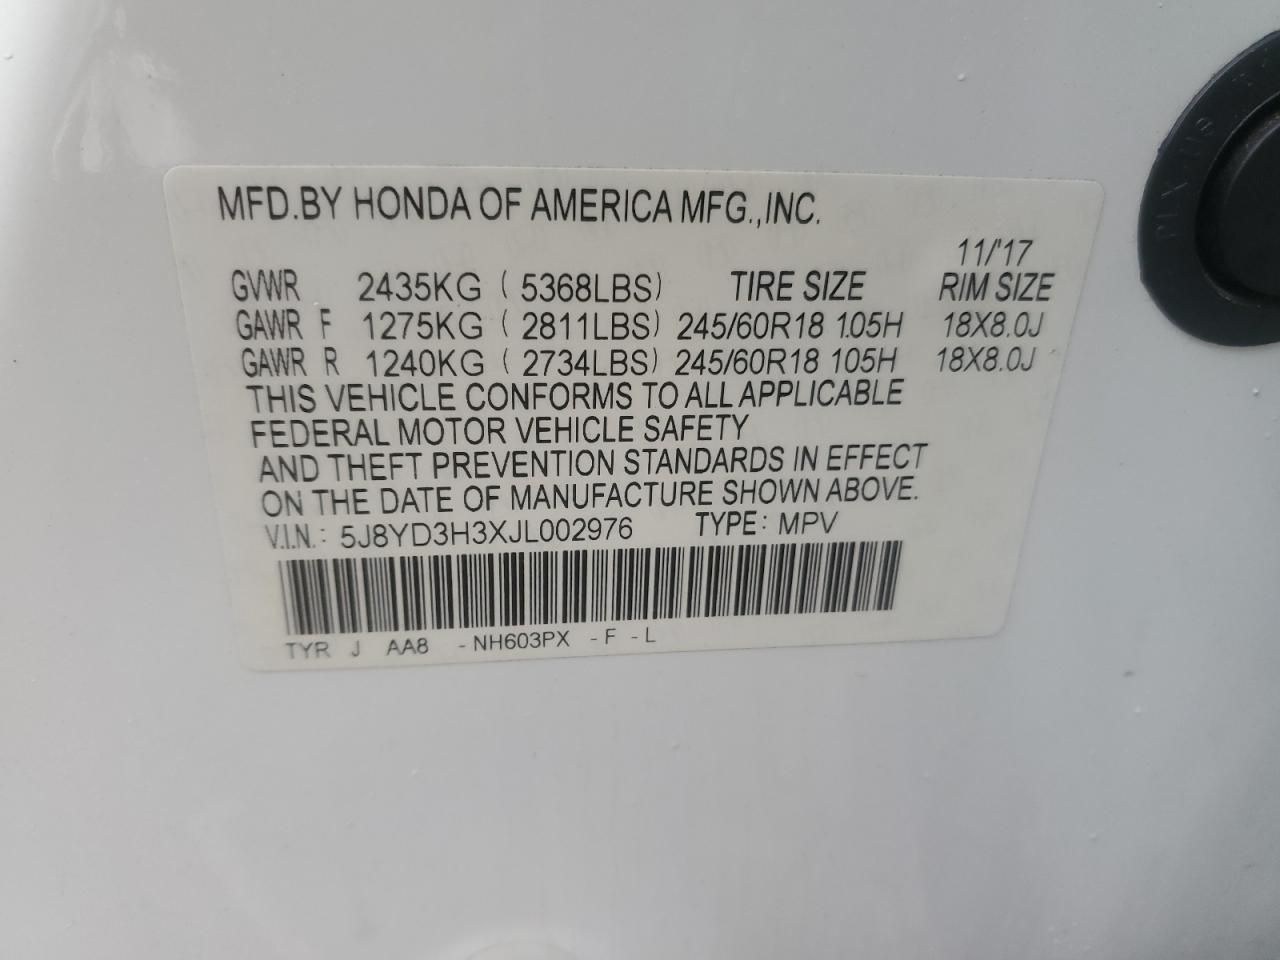 MFD.BY HONDA OF AMERICA MFG.,INC.
11/'17
GVWR 2435KG ( 5368LBS) TIRE SIZE RIM SIZE
GAWR F 1275KG ( 2811LBS) 245/60R18 105H 18X8.0J
GAWR R 1240KG ( 2734LBS) 245/60R18 105H 18X8.0J
THIS VEHICLE CONFORMS TO ALL APPLICABLE
FEDERAL MOTOR VEHICLE SAFETY
AND THEFT PREVENTION STANDARDS IN EFFECT
ON THE DATE OF MANUFACTURE SHOWN ABOVE.
V.I.N.: 5J8YD3H3XJL002976 TYPE: MPV
TYR J AA8 - NH603PX - F - L